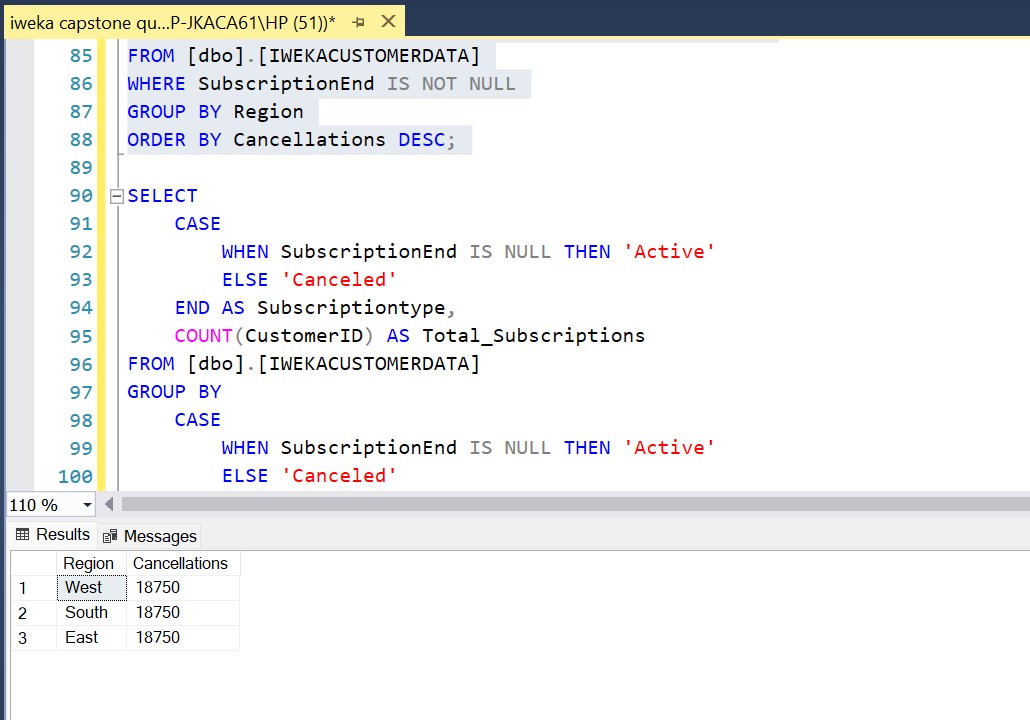 iweka capstone qu...P-JKACA61\HP (51))*
85 FROM [dbo].[IWEKACUSTOMERDATA]
86 WHERE SubscriptionEnd IS NOT NULL
87 GROUP BY Region
88 ORDER BY Cancellations DESC;
89
90 SELECT
91 CASE
92 WHEN SubscriptionEnd IS NULL THEN 'Active'
93 ELSE 'Canceled'
94 END AS Subscriptiontype,
95 COUNT(CustomerID) AS Total_Subscriptions
96 FROM [dbo].[IWEKACUSTOMERDATA]
97 GROUP BY
98 CASE
99 WHEN SubscriptionEnd IS NULL THEN 'Active'
100 ELSE 'Canceled'
110 %
Results Messages
Region Cancellations
1 West 18750
2 South 18750
3 East 18750